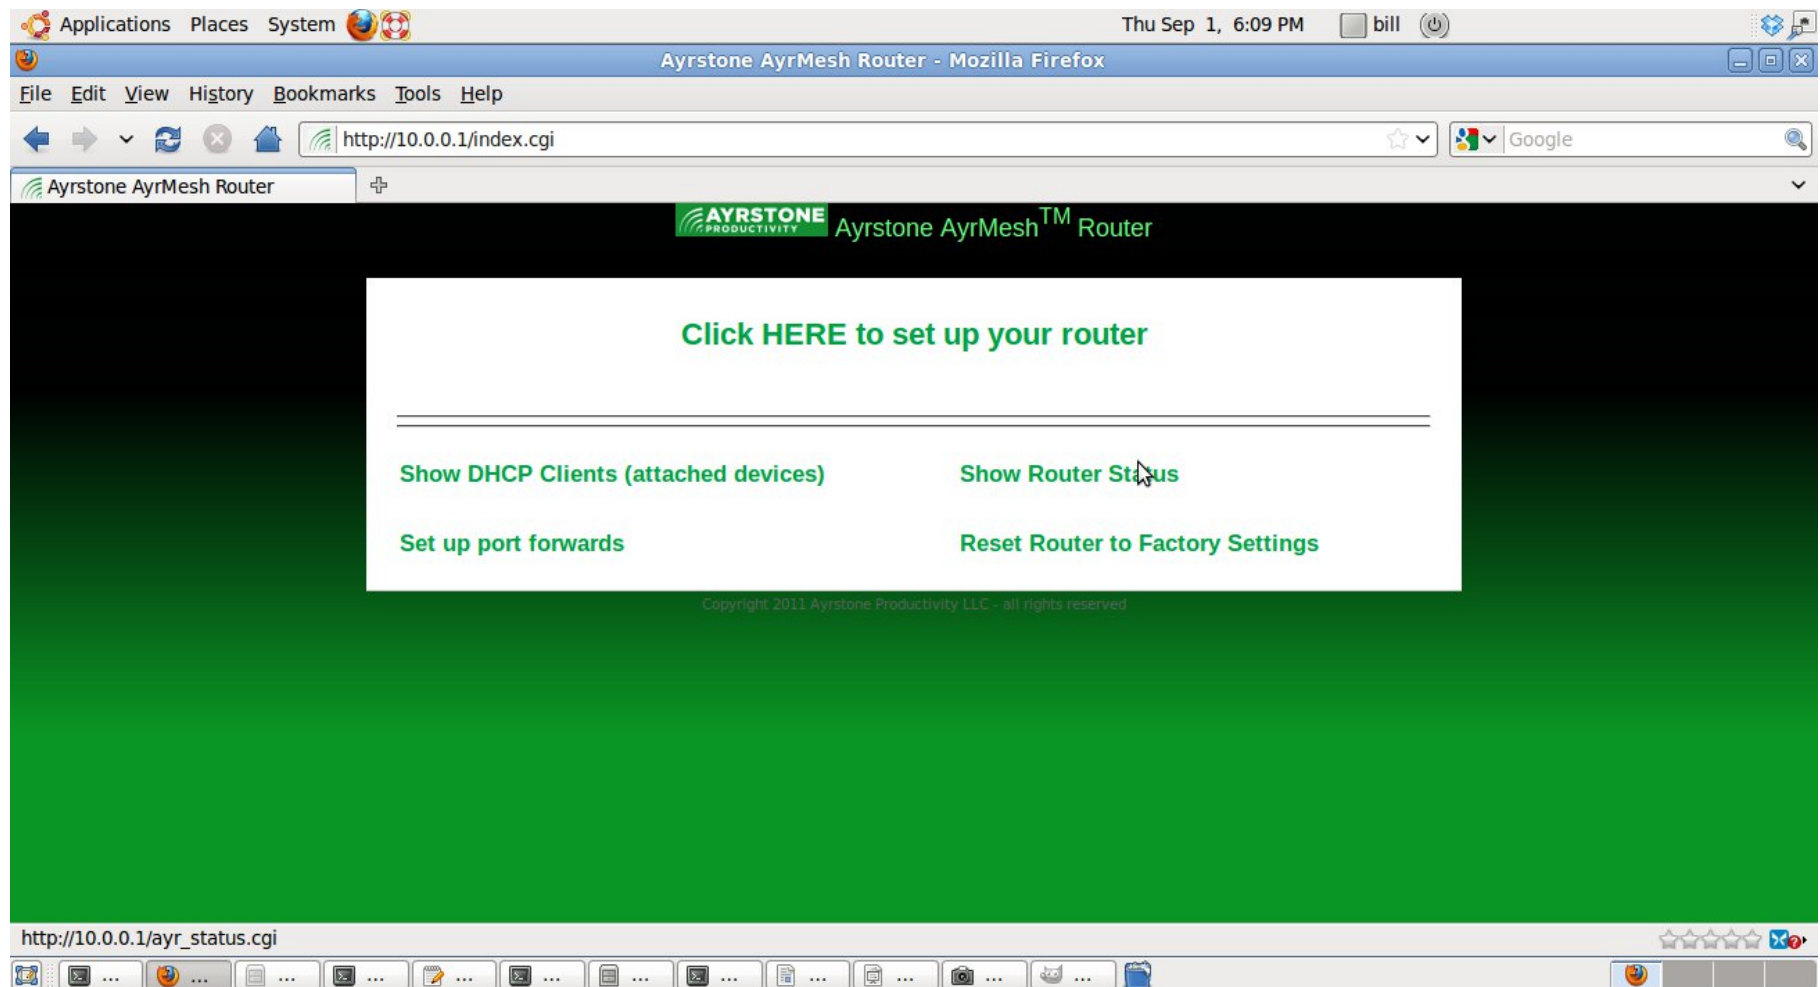 Applications Places System Thu Sep 1, 6:09 PM bill
Ayrstone AyrMesh Router - Mozilla Firefox
File Edit View History Bookmarks Tools Help
http://10.0.0.1/index.cgi Google
Ayrstone AyrMesh Router
AYRSTONE
PRODUCTIVITY
Ayrstone AyrMesh™ Router
Click HERE to set up your router
Show DHCP Clients (attached devices) Show Router Status
Set up port forwards Reset Router to Factory Settings
Copyright 2011 Ayrstone Productivity LLC - all rights reserved
http://10.0.0.1/ayr_status.cgi
... ... ... ... ... ... ... ... ... ... ... ...